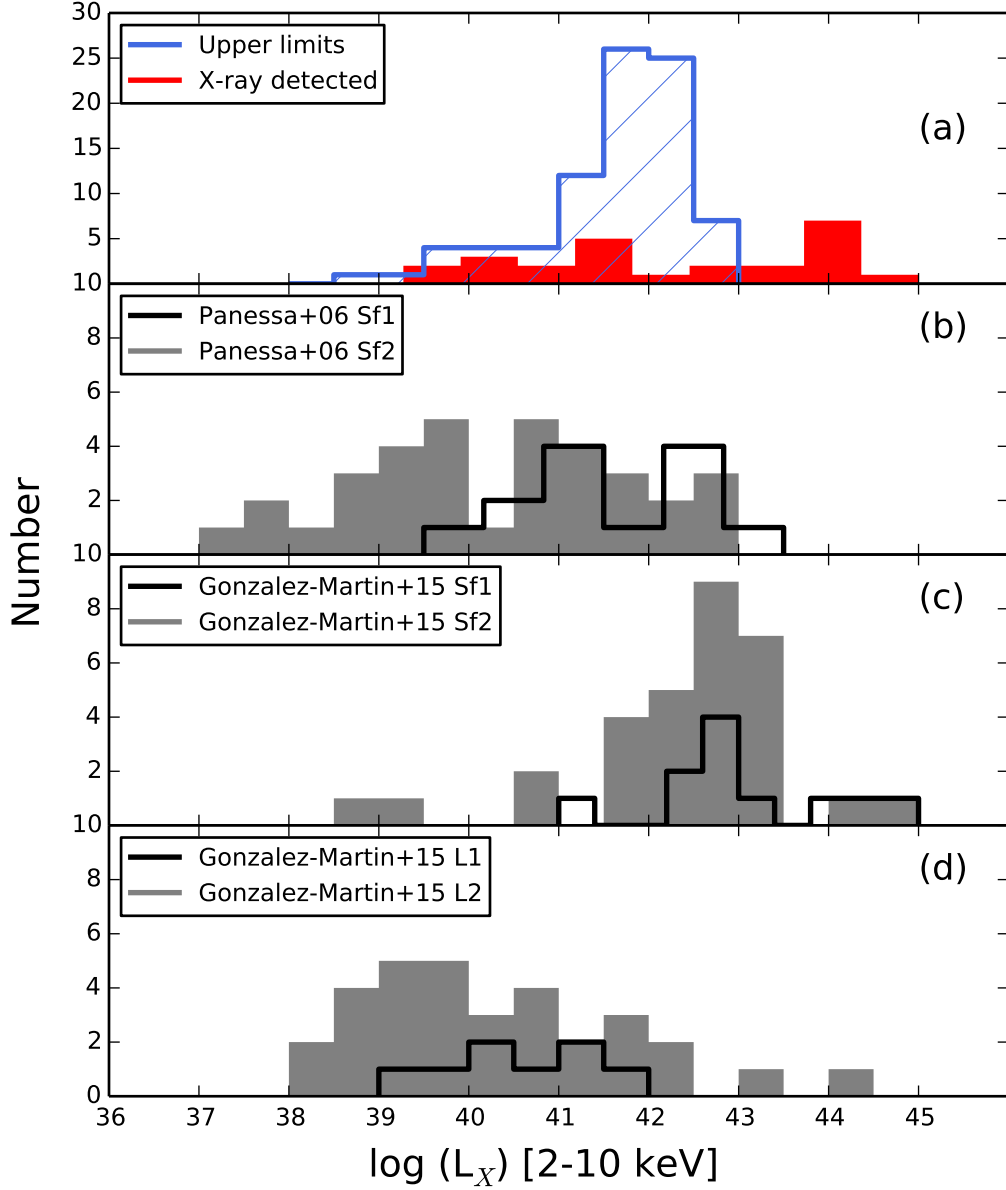 30
25
20
15
10
5
10
Upper limits
X-ray detected
(a)
8
6
4
2
10
Panessa+06 Sf1
Panessa+06 Sf2
(b)
8
6
4
2
10
Gonzalez-Martin+15 Sf1
Gonzalez-Martin+15 Sf2
(c)
8
6
4
2
0
Gonzalez-Martin+15 L1
Gonzalez-Martin+15 L2
(d)
Number
36 37 38 39 40 41 42 43 44 45
log (L_X) [2-10 keV]